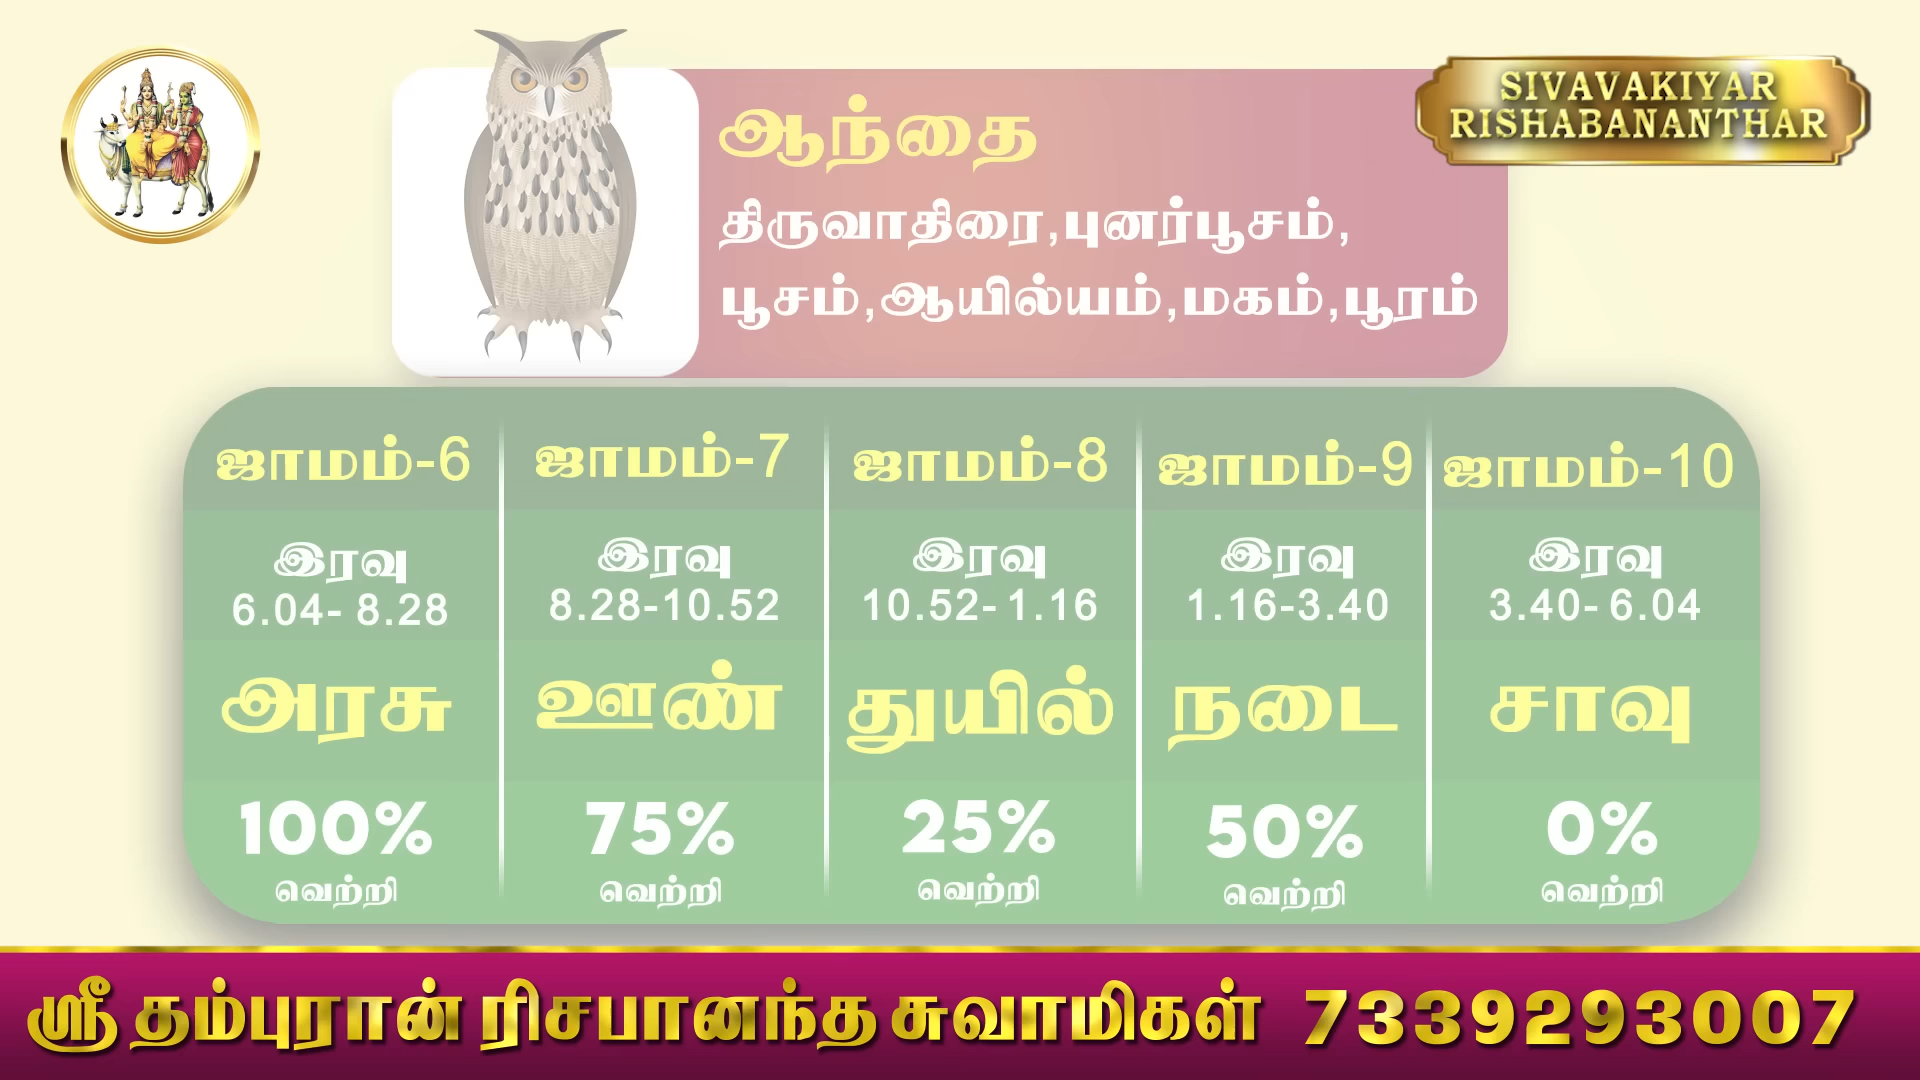 SIVAVAKIYAR
RISHABANANTHAR
ஆந்தை
திருவாதிரை,புனர்பூசம்,
பூசம்,ஆயில்யம்,மகம்,பூரம்
ஜாமம்-6 ஜாமம்-7 ஜாமம்-8 ஜாமம்-9 ஜாமம்-10
இரவு இரவு இரவு இரவு இரவு
6.04- 8.28 8.28-10.52 10.52- 1.16 1.16-3.40 3.40- 6.04
அரசு ஊண் துயில் நடை சாவு
100% 75% 25% 50% 0%
வெற்றி வெற்றி வெற்றி வெற்றி வெற்றி
ஸ்ரீ தம்புரான் ரிசபானந்த சுவாமிகள் 7339293007